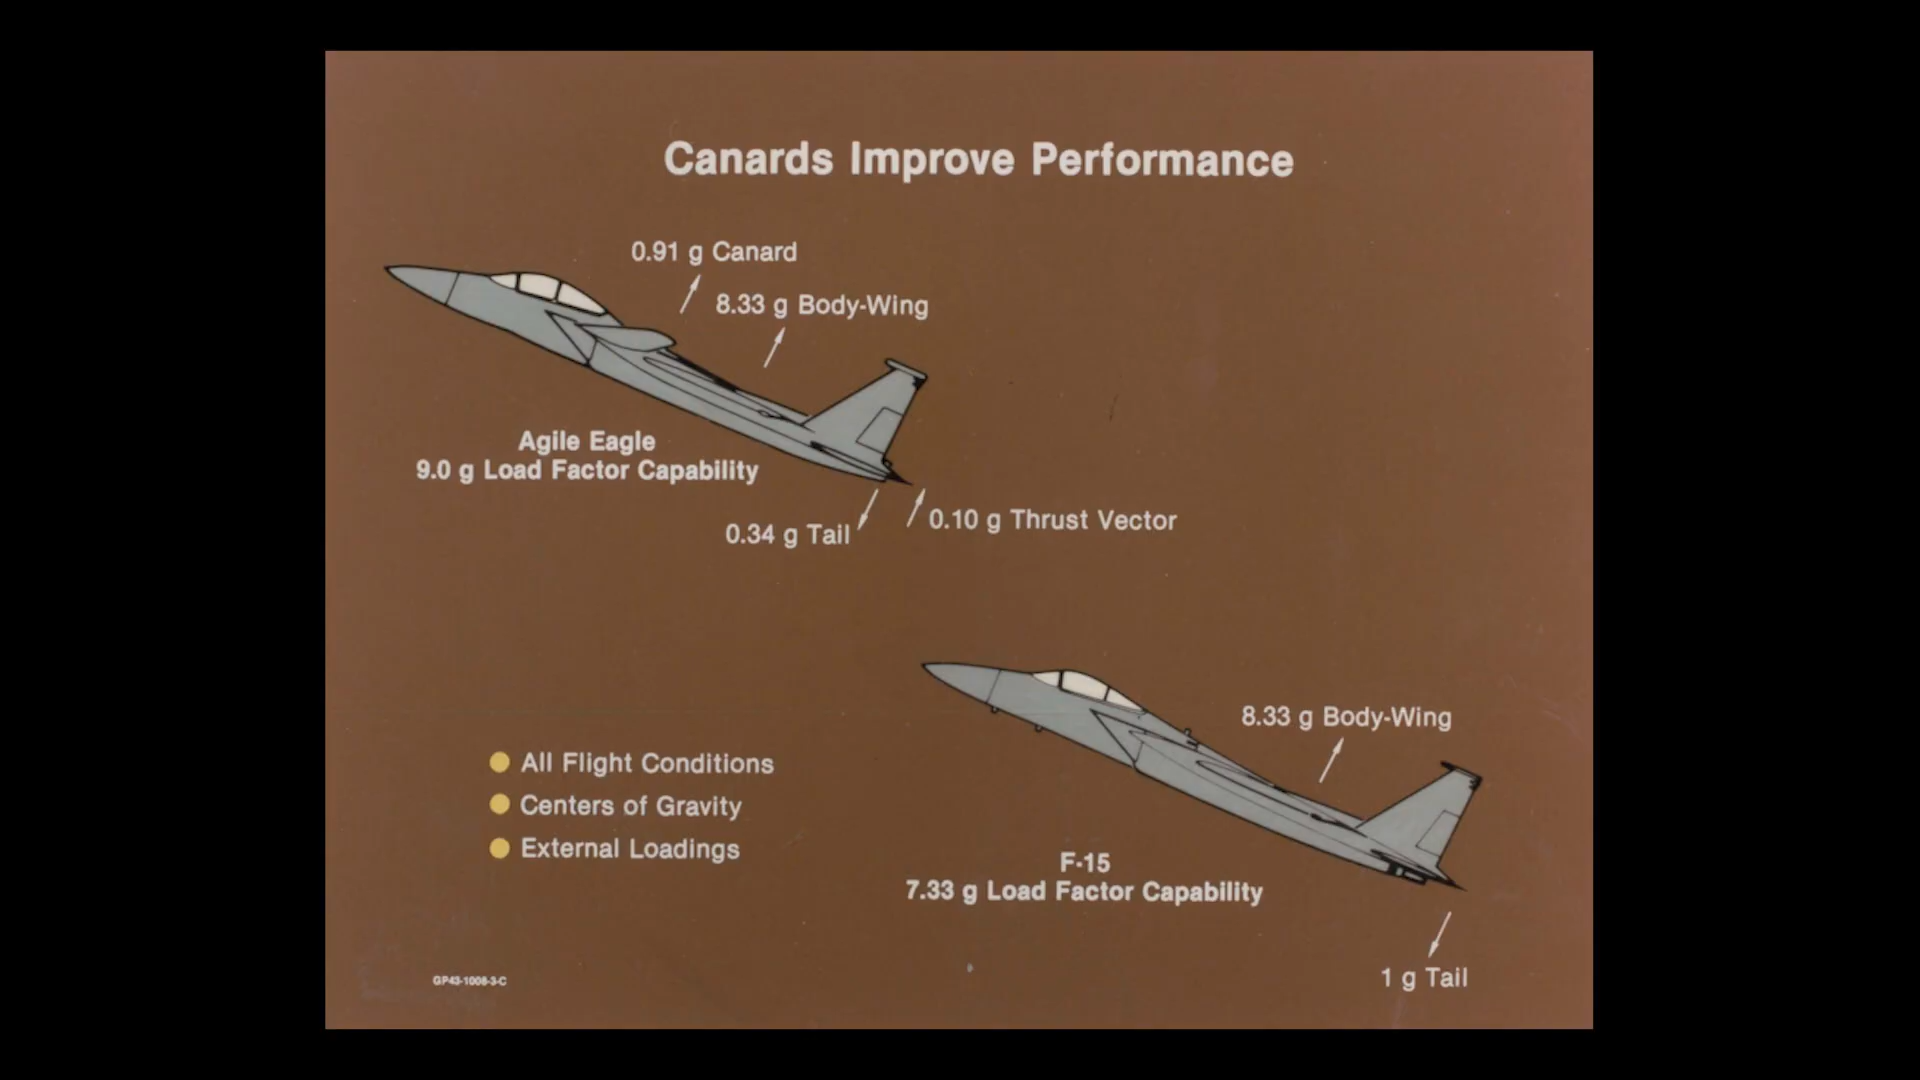 Canards Improve Performance
0.91 g Canard
8.33 g Body-Wing
Agile Eagle
9.0 g Load Factor Capability
0.34 g Tail
0.10 g Thrust Vector
8.33 g Body-Wing
All Flight Conditions
Centers of Gravity
External Loadings
F-15
7.33 g Load Factor Capability
1 g Tail
GP43-1008-3-C